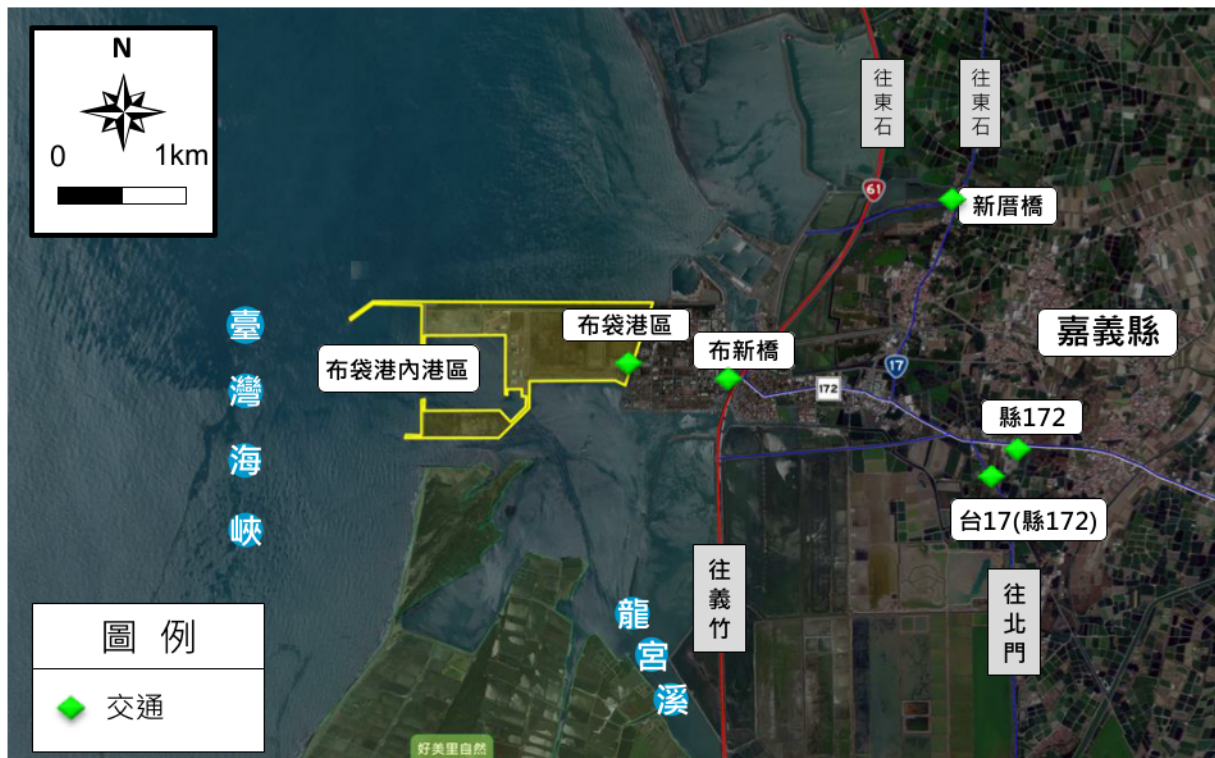 N
0 1km
往東石
往東石
61
新厝橋
臺灣海峽
布袋港區
布袋港內港區
布新橋
嘉義縣
17
172
縣172
台17(縣172)
往義竹
往北門
龍宮溪
圖 例
交通
好美里自然